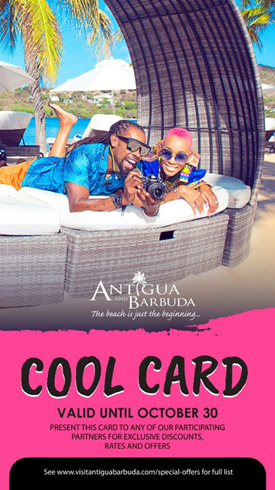 ANTIGUA
AND BARBUDA
The beach is just the beginning...
COOL CARD
VALID UNTIL OCTOBER 30
PRESENT THIS CARD TO ANY OF OUR PARTICIPATING
PARTNERS FOR EXCLUSIVE DISCOUNTS,
RATES AND OFFERS
See www.visitantiguabarbuda.com/special-offers for full list